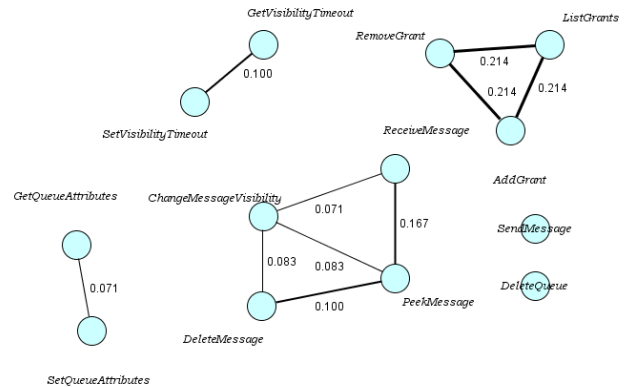 GetVisibilityTimeout
ListGrants
RemoveGrant
0.214
0.100
0.214
0.214
SetVisibilityTimeout
ReceiveMessage
AddGrant
GetQueueAttributes
ChangeMessageVisibility
0.071
0.167
SendMessage
0.083
0.083
0.071
DeleteQueue
0.100
PeekMessage
DeleteMessage
SetQueueAttributes